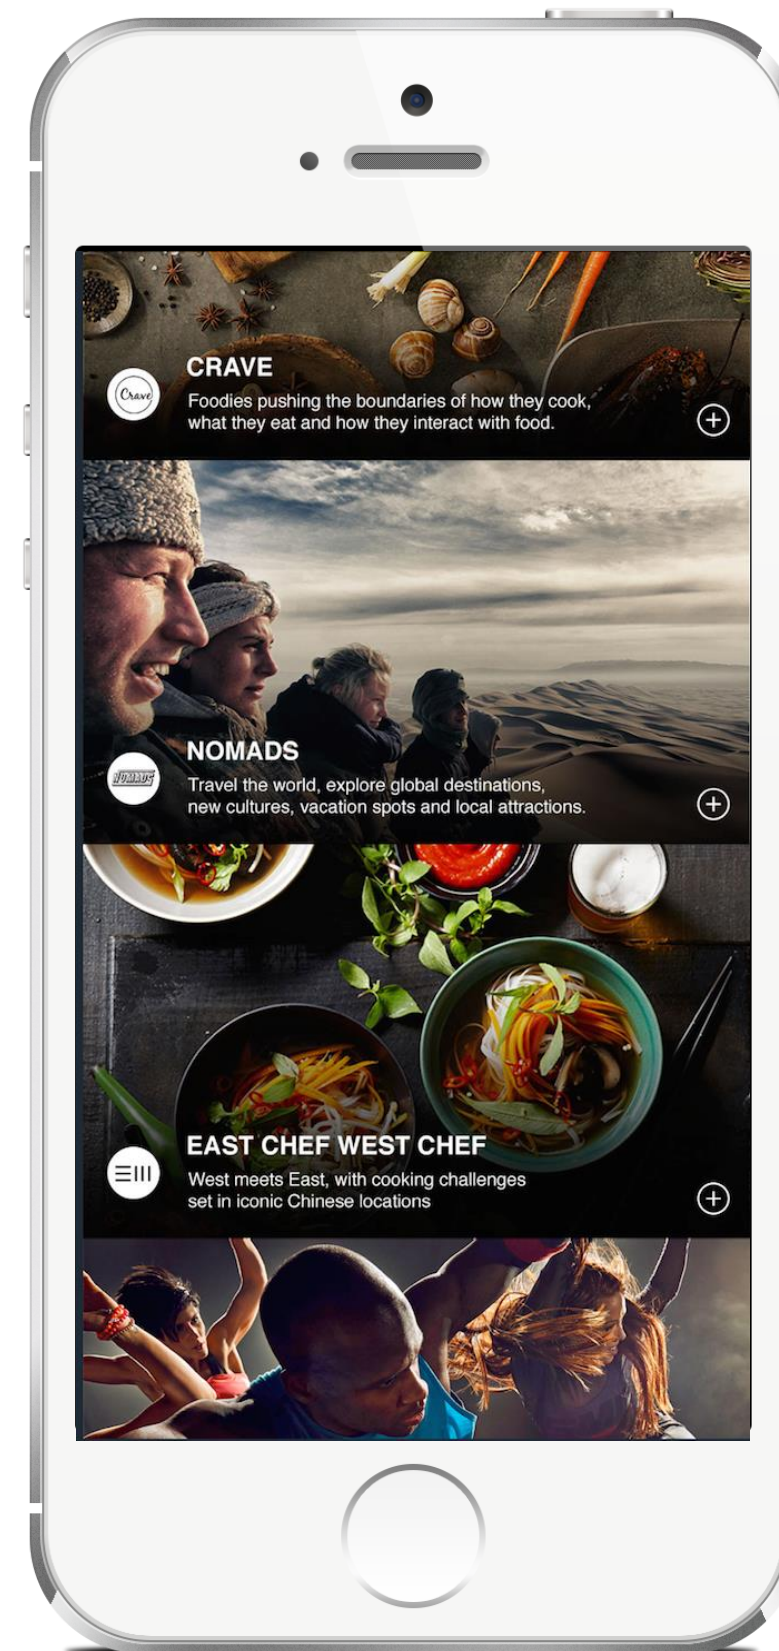 CRAVE
Crave
Foodies pushing the boundaries of how they cook,
what they eat and how they interact with food.
NOMADS
NOMADS
Travel the world, explore global destinations,
new cultures, vacation spots and local attractions.
EAST CHEF WEST CHEF
West meets East, with cooking challenges
set in iconic Chinese locations